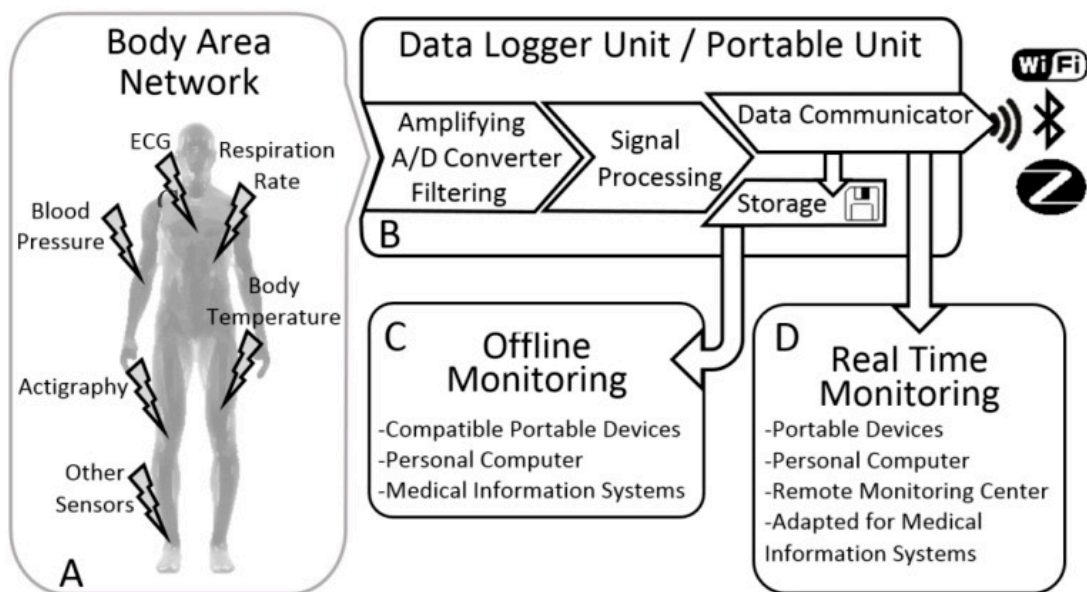 Body Area
Network
ECG
Respiration
Rate
Blood
Pressure
Body
Temperature
Actigraphy
Other
Sensors
A
Data Logger Unit / Portable Unit
Amplifying
A/D Converter
Filtering
Signal
Processing
Data Communicator
Storage
B
Wi Fi
C
Offline
Monitoring
-Compatible Portable Devices
-Personal Computer
-Medical Information Systems
D
Real Time
Monitoring
-Portable Devices
-Personal Computer
-Remote Monitoring Center
-Adapted for Medical
Information Systems